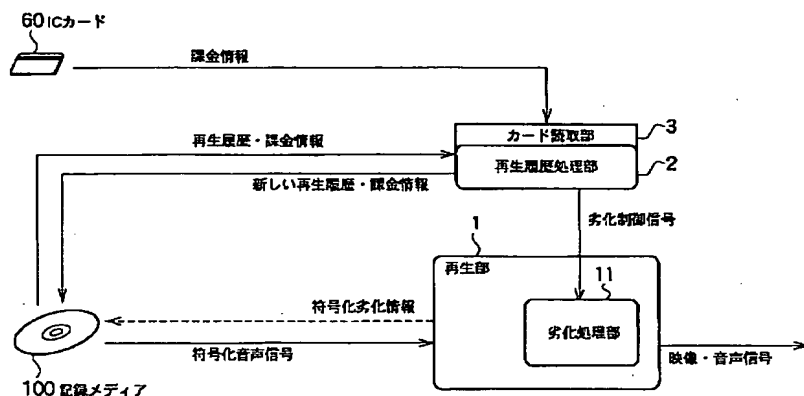 60 ICカード
課金情報
カード読取部
3
再生履歴・課金情報
再生履歴処理部
2
新しい再生履歴・課金情報
劣化制御信号
1
再生部
11
符号化劣化情報
劣化処理部
符号化音声信号
映像・音声信号
100 記録メディア